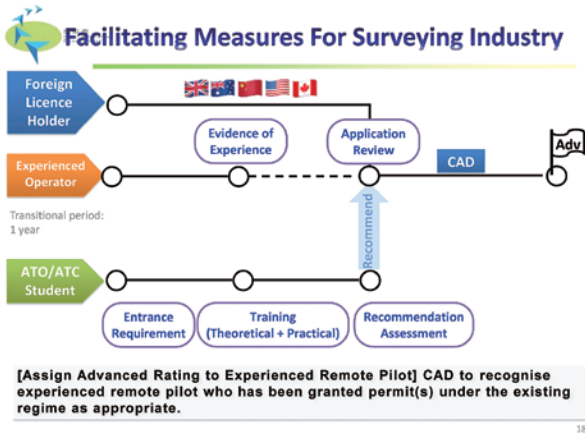 Facilitating Measures For Surveying Industry
Foreign
Licence
Holder
Evidence of
Experience
Application
Review
Experienced
Operator
CAD
Adv
Transitional period:
1 year
Recommend
ATO/ATC
Student
Entrance
Requirement
Training
(Theoretical + Practical)
Recommendation
Assessment
[Assign Advanced Rating to Experienced Remote Pilot] CAD to recognise
experienced remote pilot who has been granted permit(s) under the existing
regime as appropriate.
18